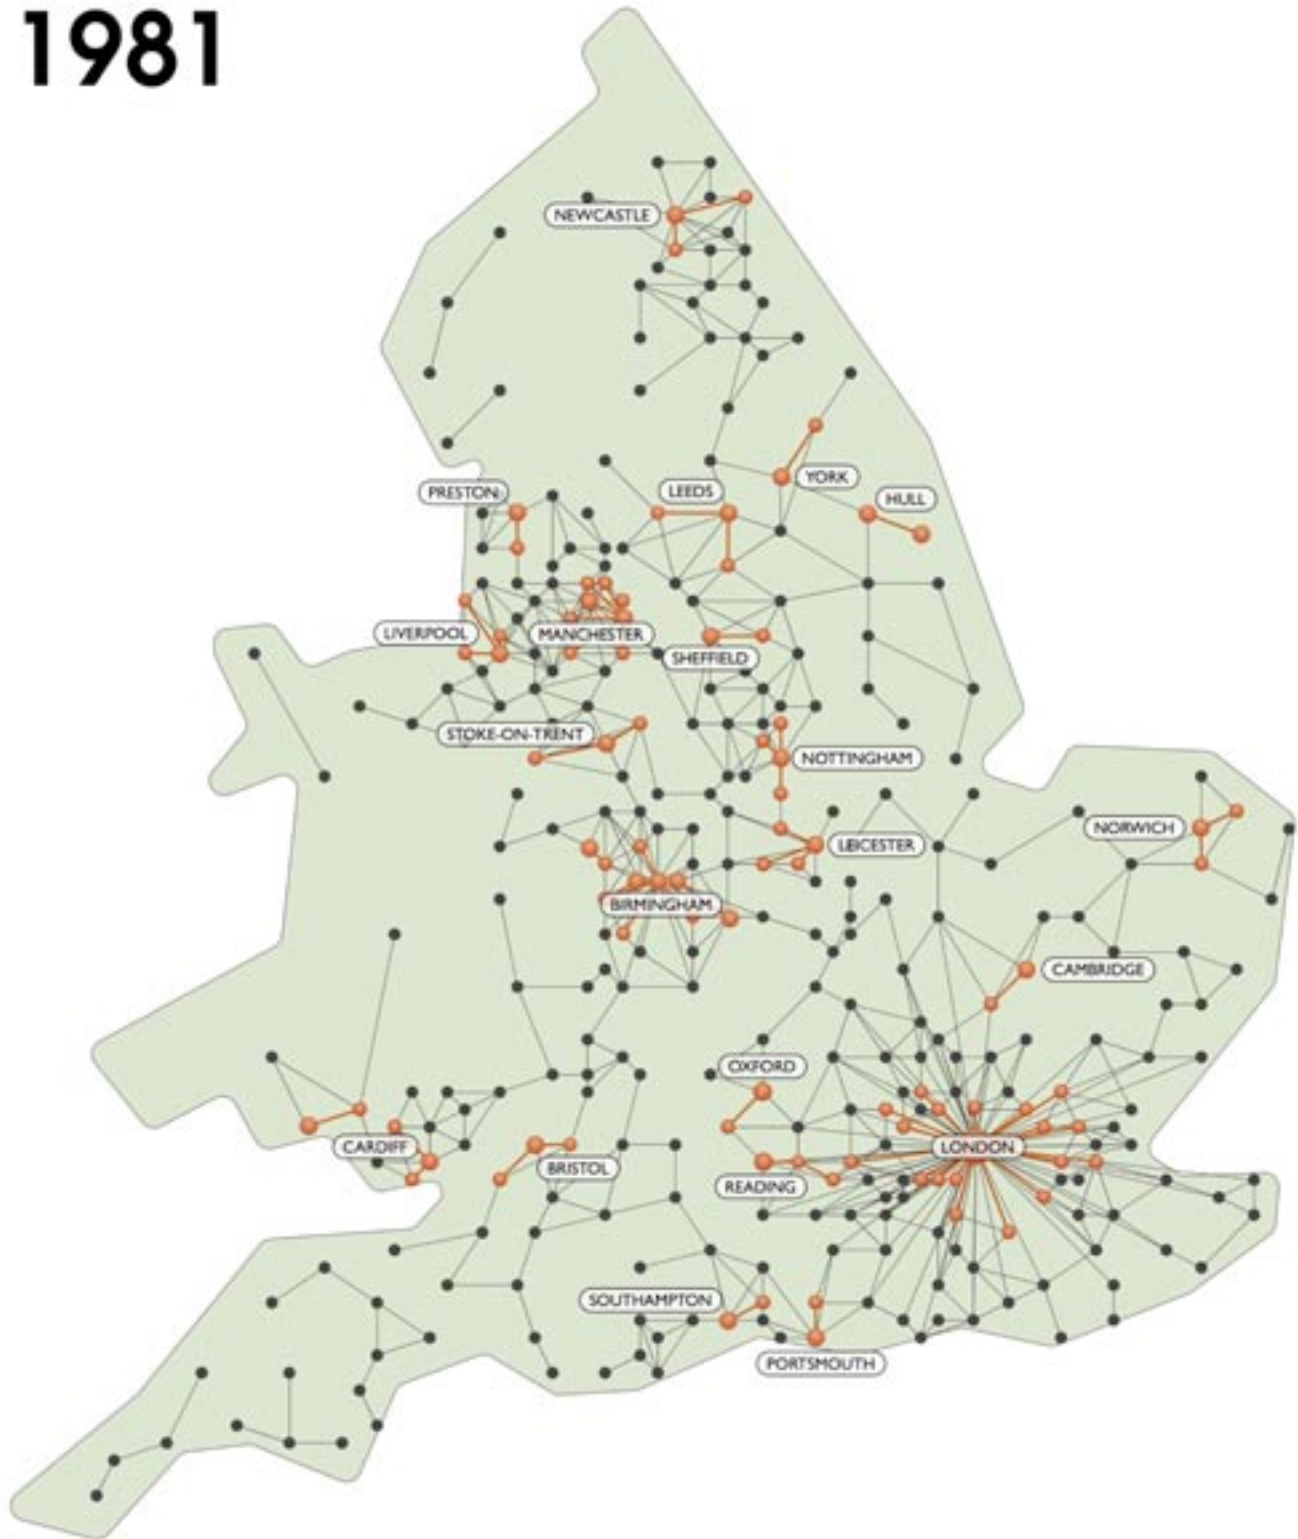 1981
NEWCASTLE
YORK
PRESTON
LEEDS
HULL
LIVERPOOL
MANCHESTER
SHEFFIELD
STOKE-ON-TRENT
NOTTINGHAM
NORWICH
LEICESTER
BIRMINGHAM
CAMBRIDGE
OXFORD
CARDIFF
LONDON
BRISTOL
READING
SOUTHAMPTON
PORTSMOUTH